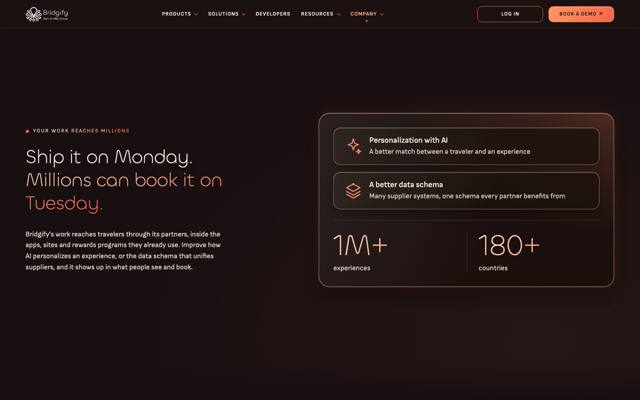 Bridgify
PRODUCTS
SOLUTIONS
DEVELOPERS
RESOURCES
COMPANY
LOG IN
BOOK A DEMO ↗
YOUR WORK REACHES MILLIONS
Ship it on Monday.
Millions can book it on
Tuesday.
Bridgify's work reaches travelers through its partners, inside the
apps, sites and rewards programs they already use. Improve how
AI personalizes an experience, or the data schema that unifies
suppliers, and it shows up in what people see and book.
Personalization with AI
A better match between a traveler and an experience
A better data schema
Many supplier systems, one schema every partner benefits from
1M+
experiences
180+
countries